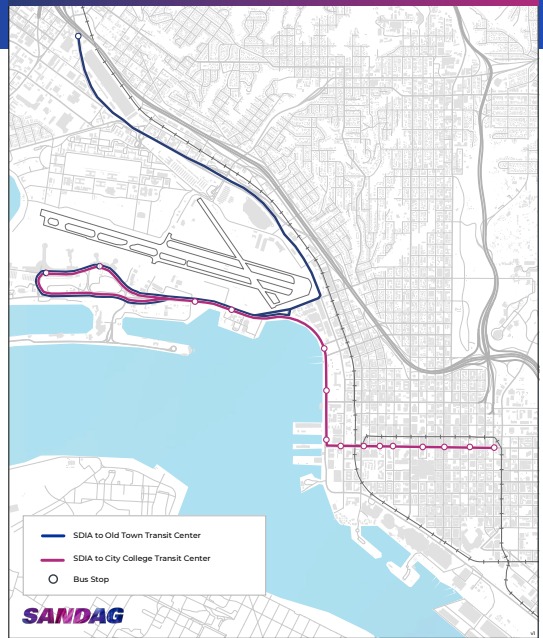 SDIA to Old Town Transit Center
SDIA to City College Transit Center
Bus Stop
SANDAG